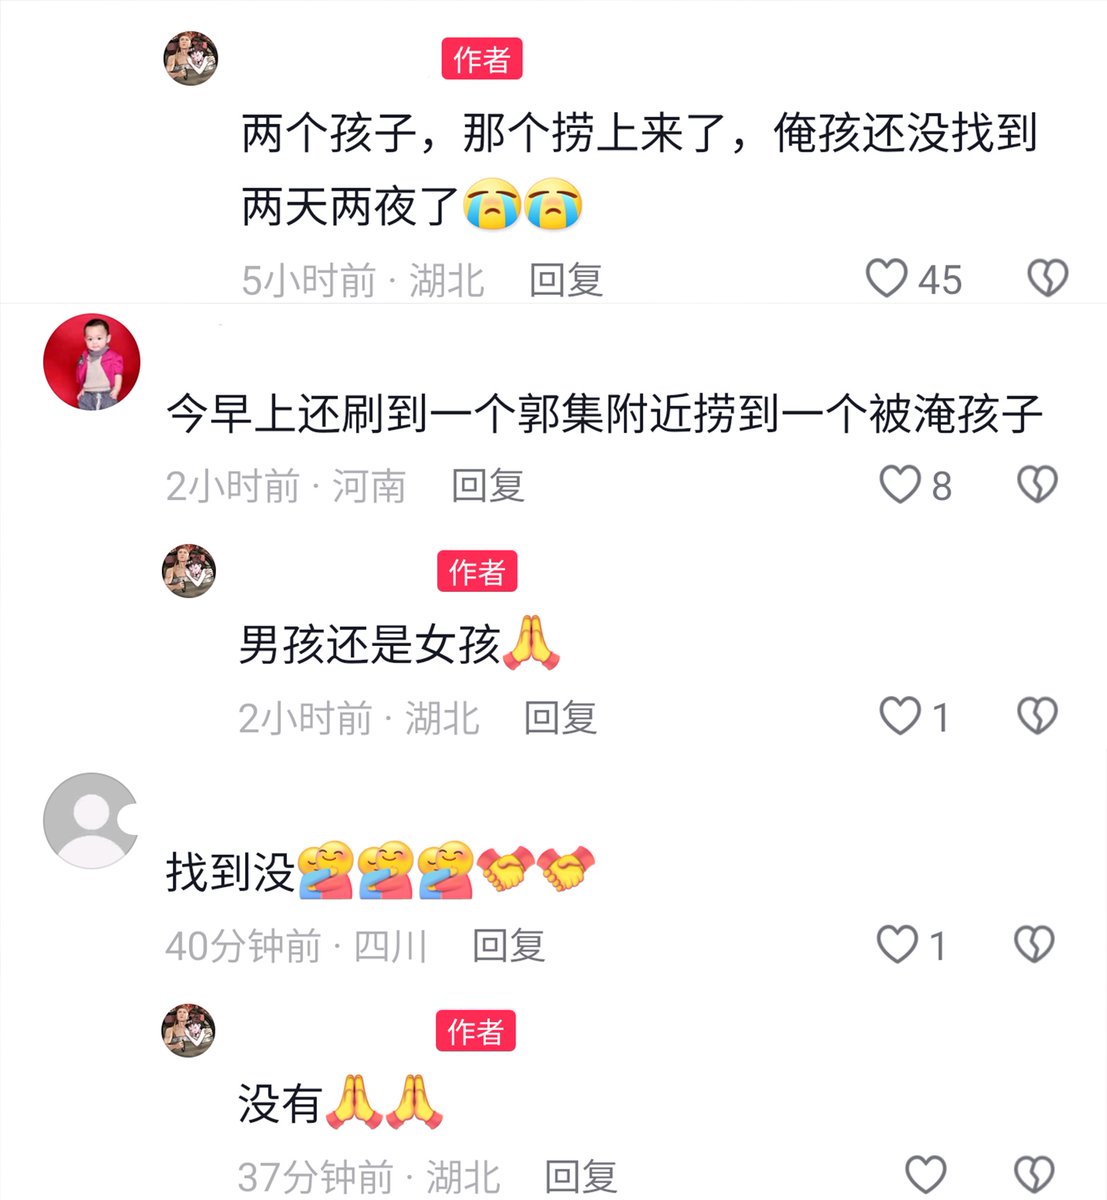 作者
两个孩子，那个捞上来了，俺孩还没找到
两天两夜了😭😭
5小时前 · 湖北 回复 45
今早上还刷到一个郭集附近捞到一个被淹孩子
2小时前 · 河南 回复 8
作者
男孩还是女孩🙏
2小时前 · 湖北 回复 1
找到没🫂🫂🫂🤝🤝
40分钟前 · 四川 回复 1
作者
没有🙏🙏
37分钟前 · 湖北 回复